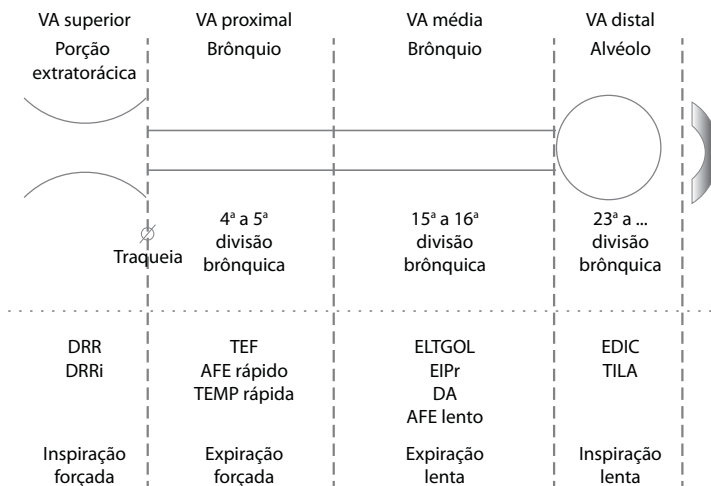 VA superior
Porção
extratorácica
VA proximal
Brônquio
VA média
Brônquio
VA distal
Alvéolo
Traqueia
4ª a 5ª
divisão
brônquica
15ª a 16ª
divisão
brônquica
23ª a ...
divisão
brônquica
DRR
DRRi
TEF
AFE rápido
TEMP rápida
ELTGOL
EIPr
DA
AFE lento
EDIC
TILA
Inspiração
forçada
Expiração
forçada
Expiração
lenta
Inspiração
lenta